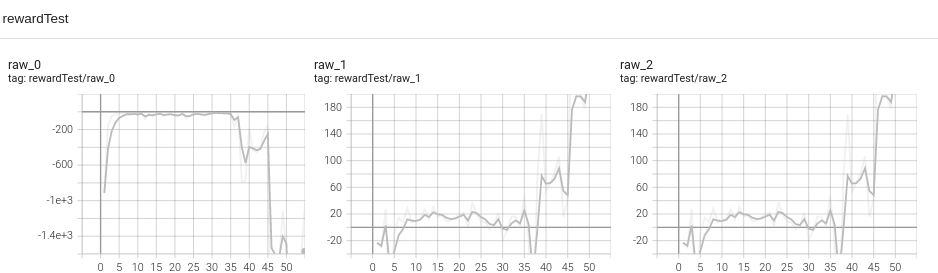 rewardTest
raw_0
tag: rewardTest/raw_0
-200
-600
-1e+3
-1.4e+3
0 5 10 15 20 25 30 35 40 45 50
raw_1
tag: rewardTest/raw_1
180
140
100
60
20
-20
0 5 10 15 20 25 30 35 40 45 50
raw_2
tag: rewardTest/raw_2
180
140
100
60
20
-20
0 5 10 15 20 25 30 35 40 45 50